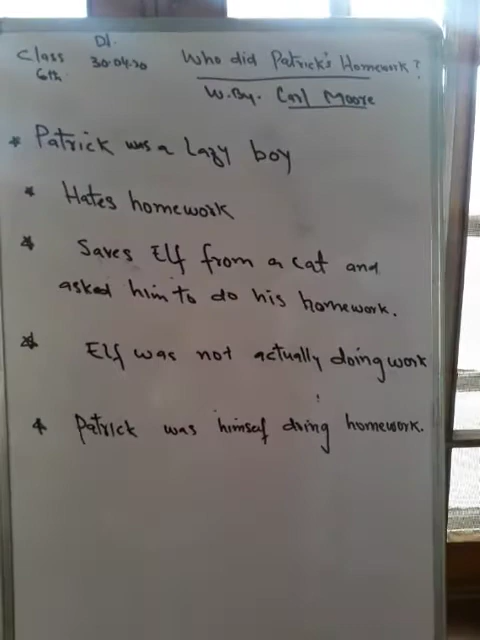 Class 6th
Dt. 30.04.20
Who did Patrick's Homework?
W.By. Carl Moore
* Patrick was a Lazy boy
* Hates homework
* Saves Elf from a cat and
asked him to do his homework.
* Elf was not actually doing work
* Patrick was himself dring homework.